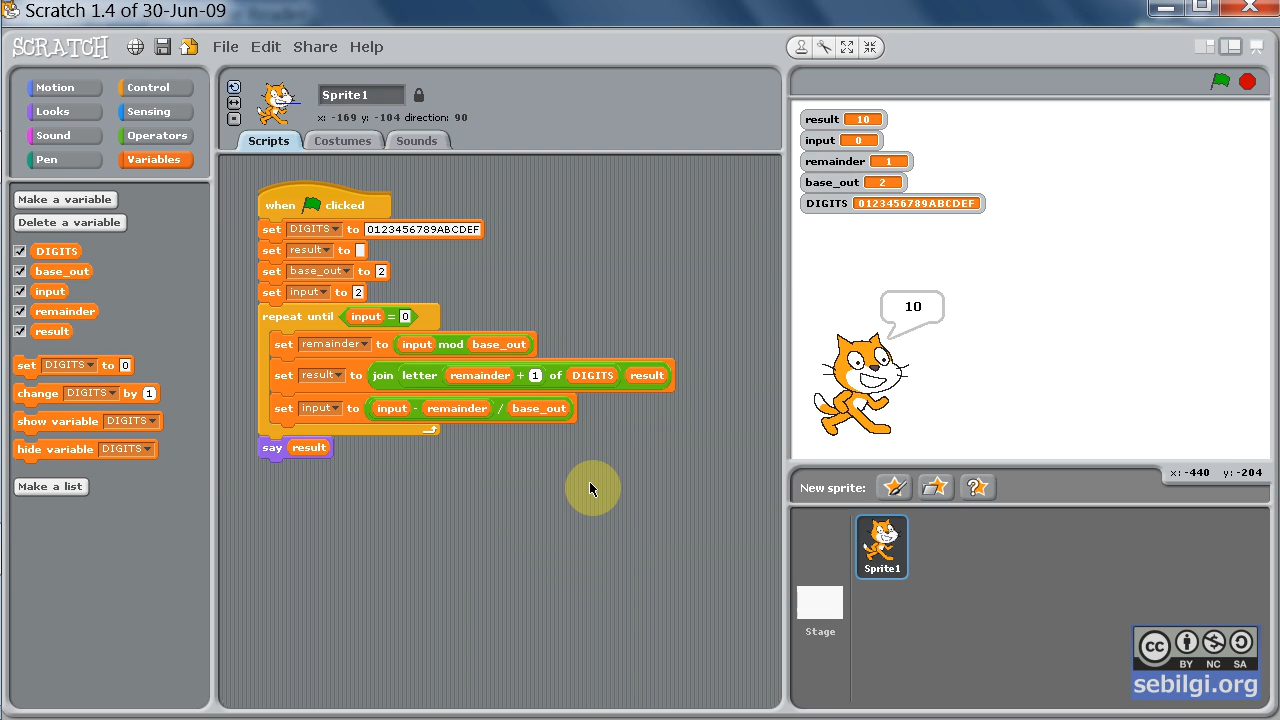 Scratch 1.4 of 30-Jun-09
SCRATCH File Edit Share Help
Motion Control
Looks Sensing
Sound Operators
Pen Variables
Make a variable
Delete a variable
DIGITS
base_out
input
remainder
result
set DIGITS to 0
change DIGITS by 1
show variable DIGITS
hide variable DIGITS
Make a list
Sprite1
x: -169 y: -104 direction: 90
Scripts Costumes Sounds
when clicked
set DIGITS to 0123456789ABCDEF
set result to
set base_out to 2
set input to 2
repeat until input = 0
set remainder to input mod base_out
set result to join letter remainder + 1 of DIGITS result
set input to input - remainder / base_out
say result
result 10
input 0
remainder 1
base_out 2
DIGITS 0123456789ABCDEF
10
x: -440 y: -204
New sprite:
Sprite1
Stage
cc
BY NC SA
sebilgi.org